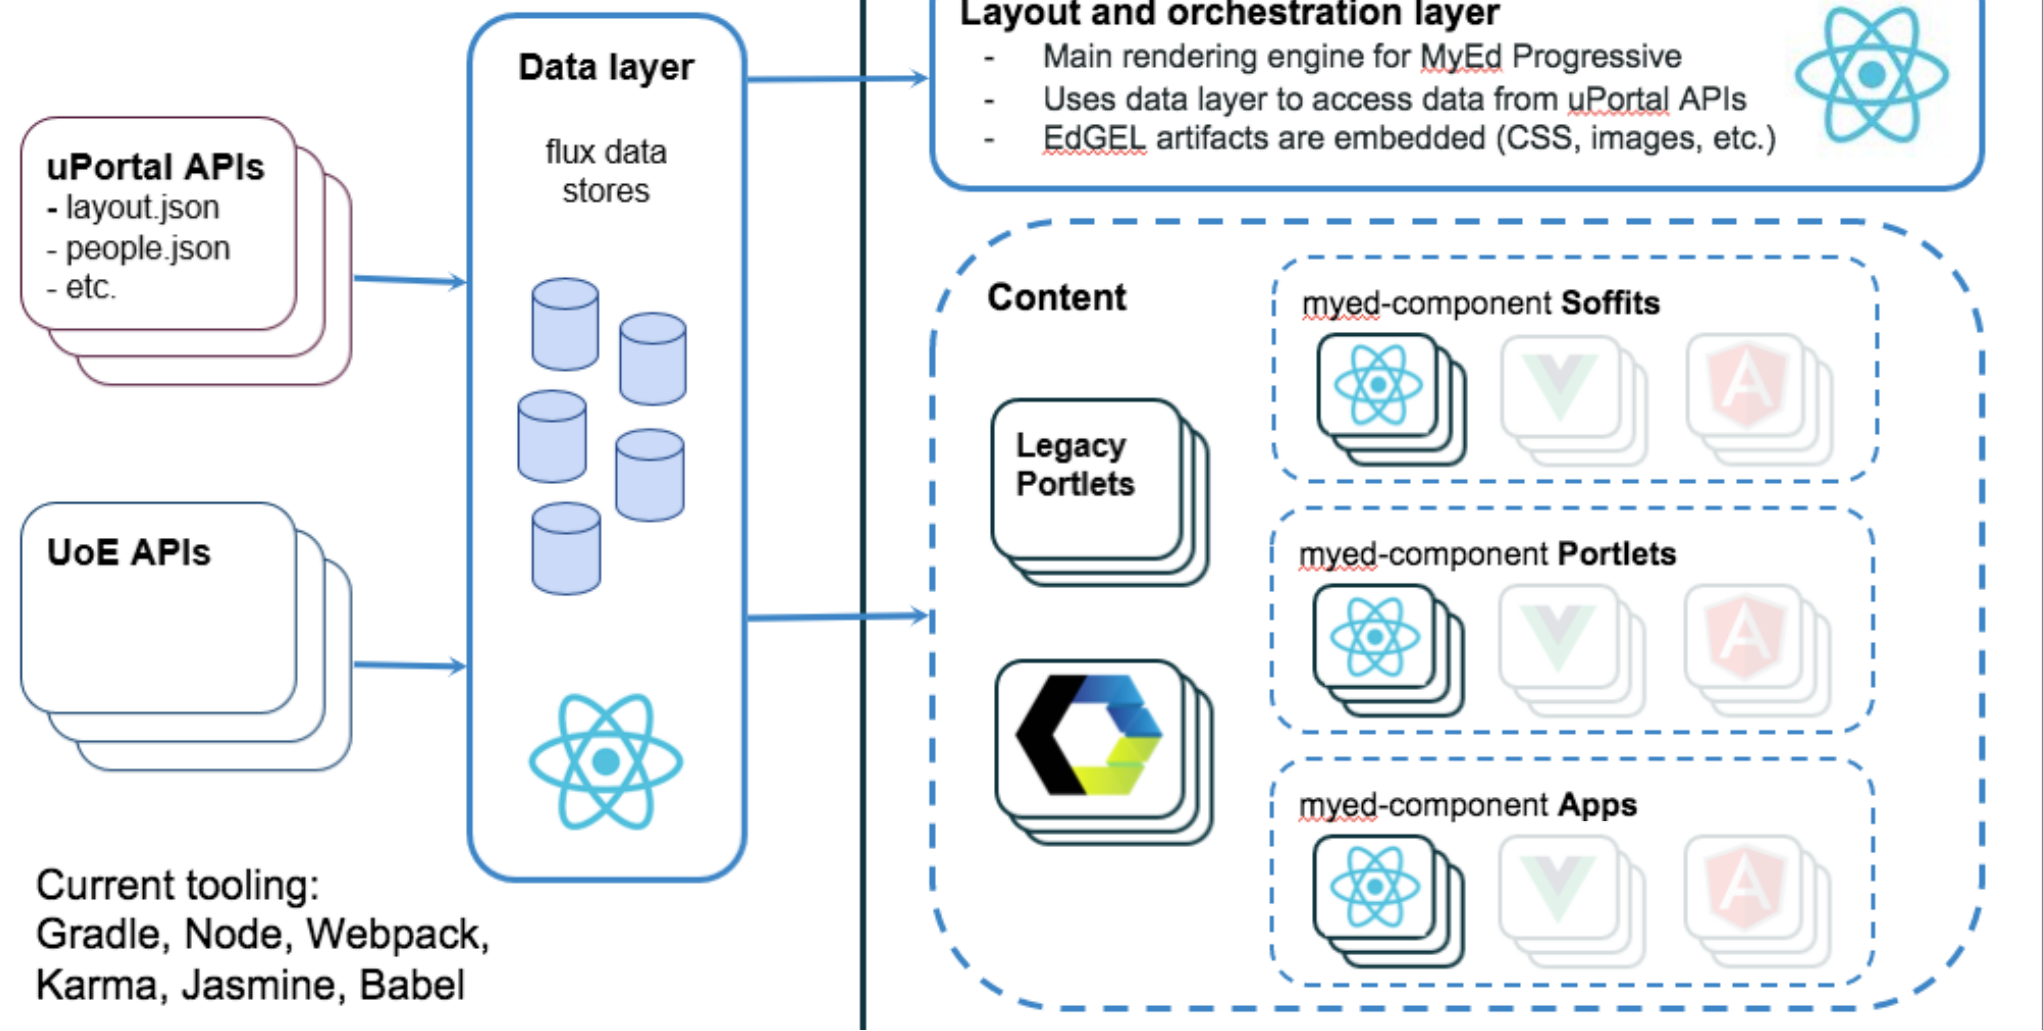 Layout and orchestration layer
- Main rendering engine for MyEd Progressive
- Uses data layer to access data from uPortal APIs
- EdGEL artifacts are embedded (CSS, images, etc.)
Data layer
flux data
stores
uPortal APIs
- layout.json
- people.json
- etc.
UoE APIs
Current tooling:
Gradle, Node, Webpack,
Karma, Jasmine, Babel
Content
Legacy
Portlets
myed-component Soffits
A
myed-component Portlets
A
myed-component Apps
A